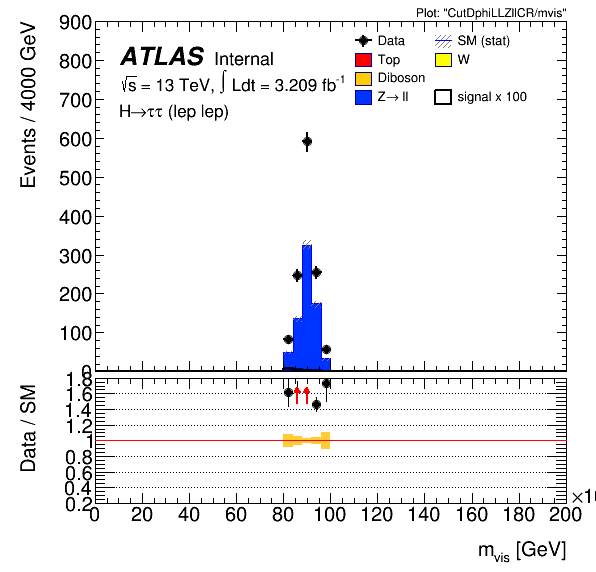 Plot: "CutDphiLLZllCR/mvis"
900
800
700
600
500
400
300
200
100
0
Events / 4000 GeV
ATLAS Internal
√s = 13 TeV, ∫ Ldt = 3.209 fb-1
H→ττ (lep lep)
Data
SM (stat)
Top
W
Diboson
Z→ ll
signal x 100
1.8
1.6
1.4
1.2
1
0.8
0.6
0.4
0.2
Data / SM
0 20 40 60 80 100 120 140 160 180 200
mvis [GeV]